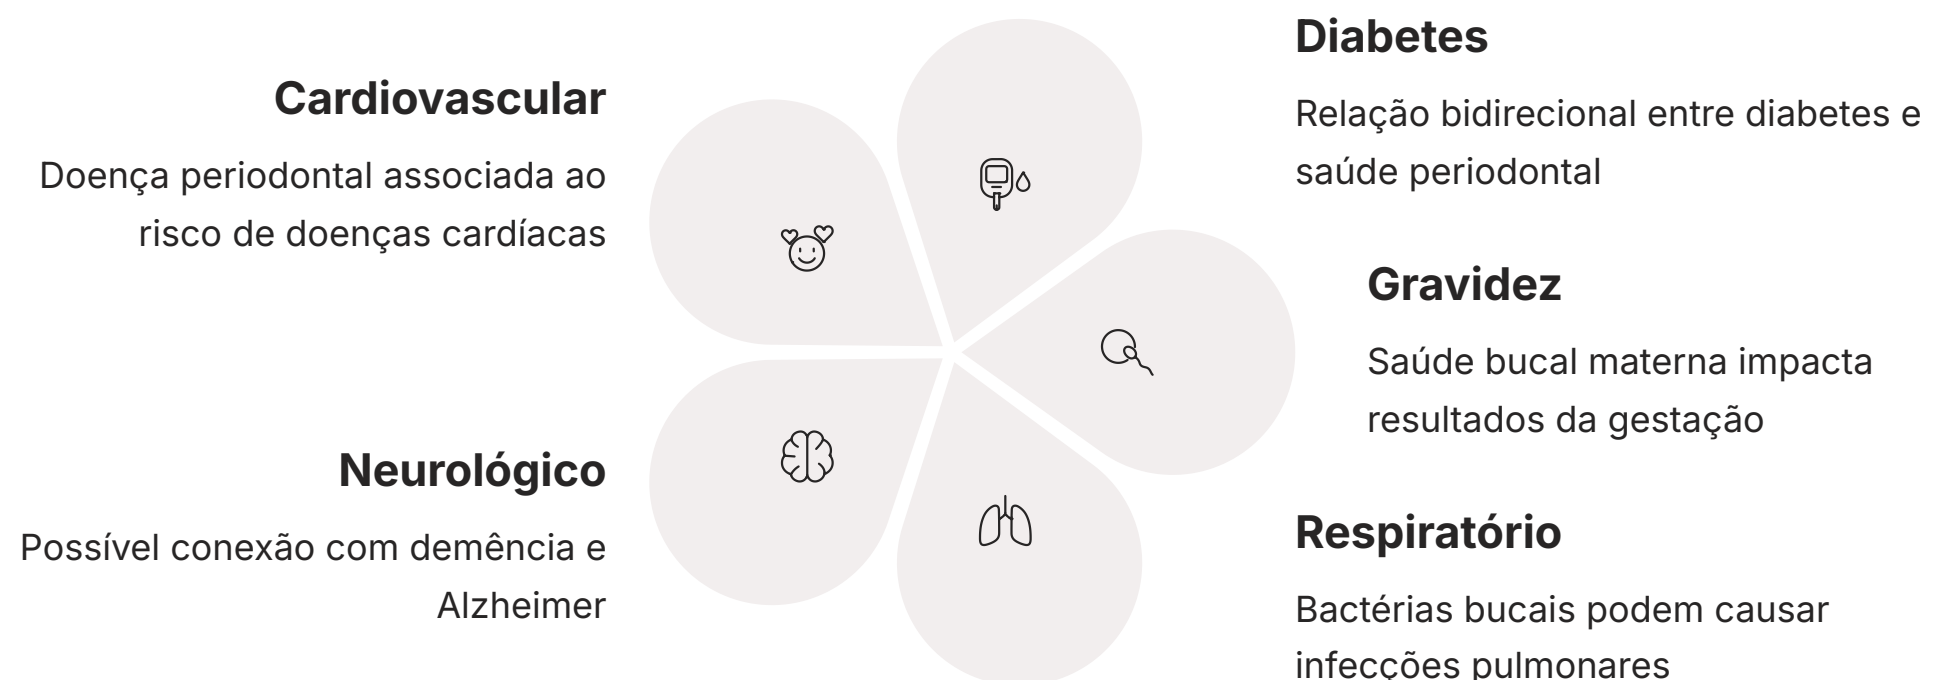 Cardiovascular
Doença periodontal associada ao
risco de doenças cardíacas
Neurológico
Possível conexão com demência e
Alzheimer
Diabetes
Relação bidirecional entre diabetes e
saúde periodontal
Gravidez
Saúde bucal materna impacta
resultados da gestação
Respiratório
Bactérias bucais podem causar
infecções pulmonares